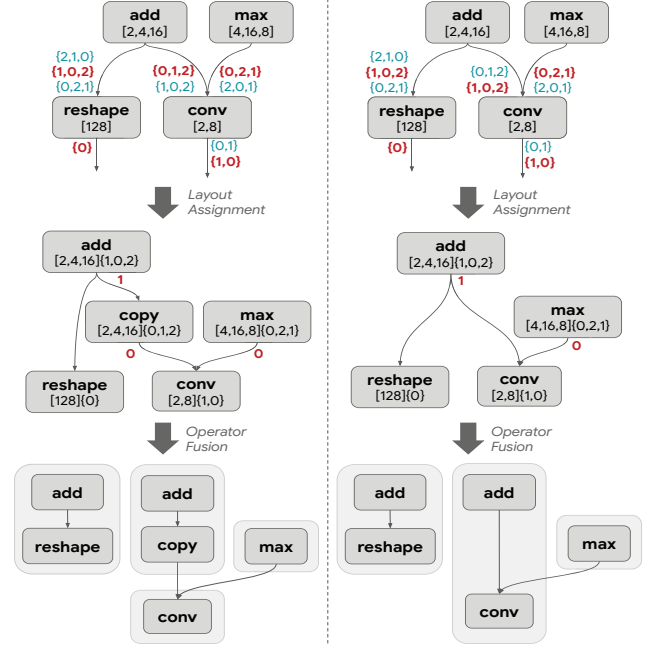 add
[2,4,16]
max
[4,16,8]
{2,1,0}
{1,0,2}
{0,2,1}
{0,1,2}
{1,0,2}
{0,2,1}
{2,0,1}
reshape
[128]
conv
[2,8]
{0}
{0,1}
{1,0}
Layout
Assignment
add
[2,4,16]{1,0,2}
1
copy
[2,4,16]{0,1,2}
max
[4,16,8]{0,2,1}
0
0
reshape
[128]{0}
conv
[2,8]{1,0}
Operator
Fusion
add
reshape
add
copy
max
conv
add
[2,4,16]
max
[4,16,8]
{2,1,0}
{1,0,2}
{0,2,1}
{0,1,2}
{1,0,2}
{0,2,1}
{2,0,1}
reshape
[128]
conv
[2,8]
{0}
{0,1}
{1,0}
Layout
Assignment
add
[2,4,16]{1,0,2}
1
max
[4,16,8]{0,2,1}
0
reshape
[128]{0}
conv
[2,8]{1,0}
Operator
Fusion
add
reshape
add
max
conv